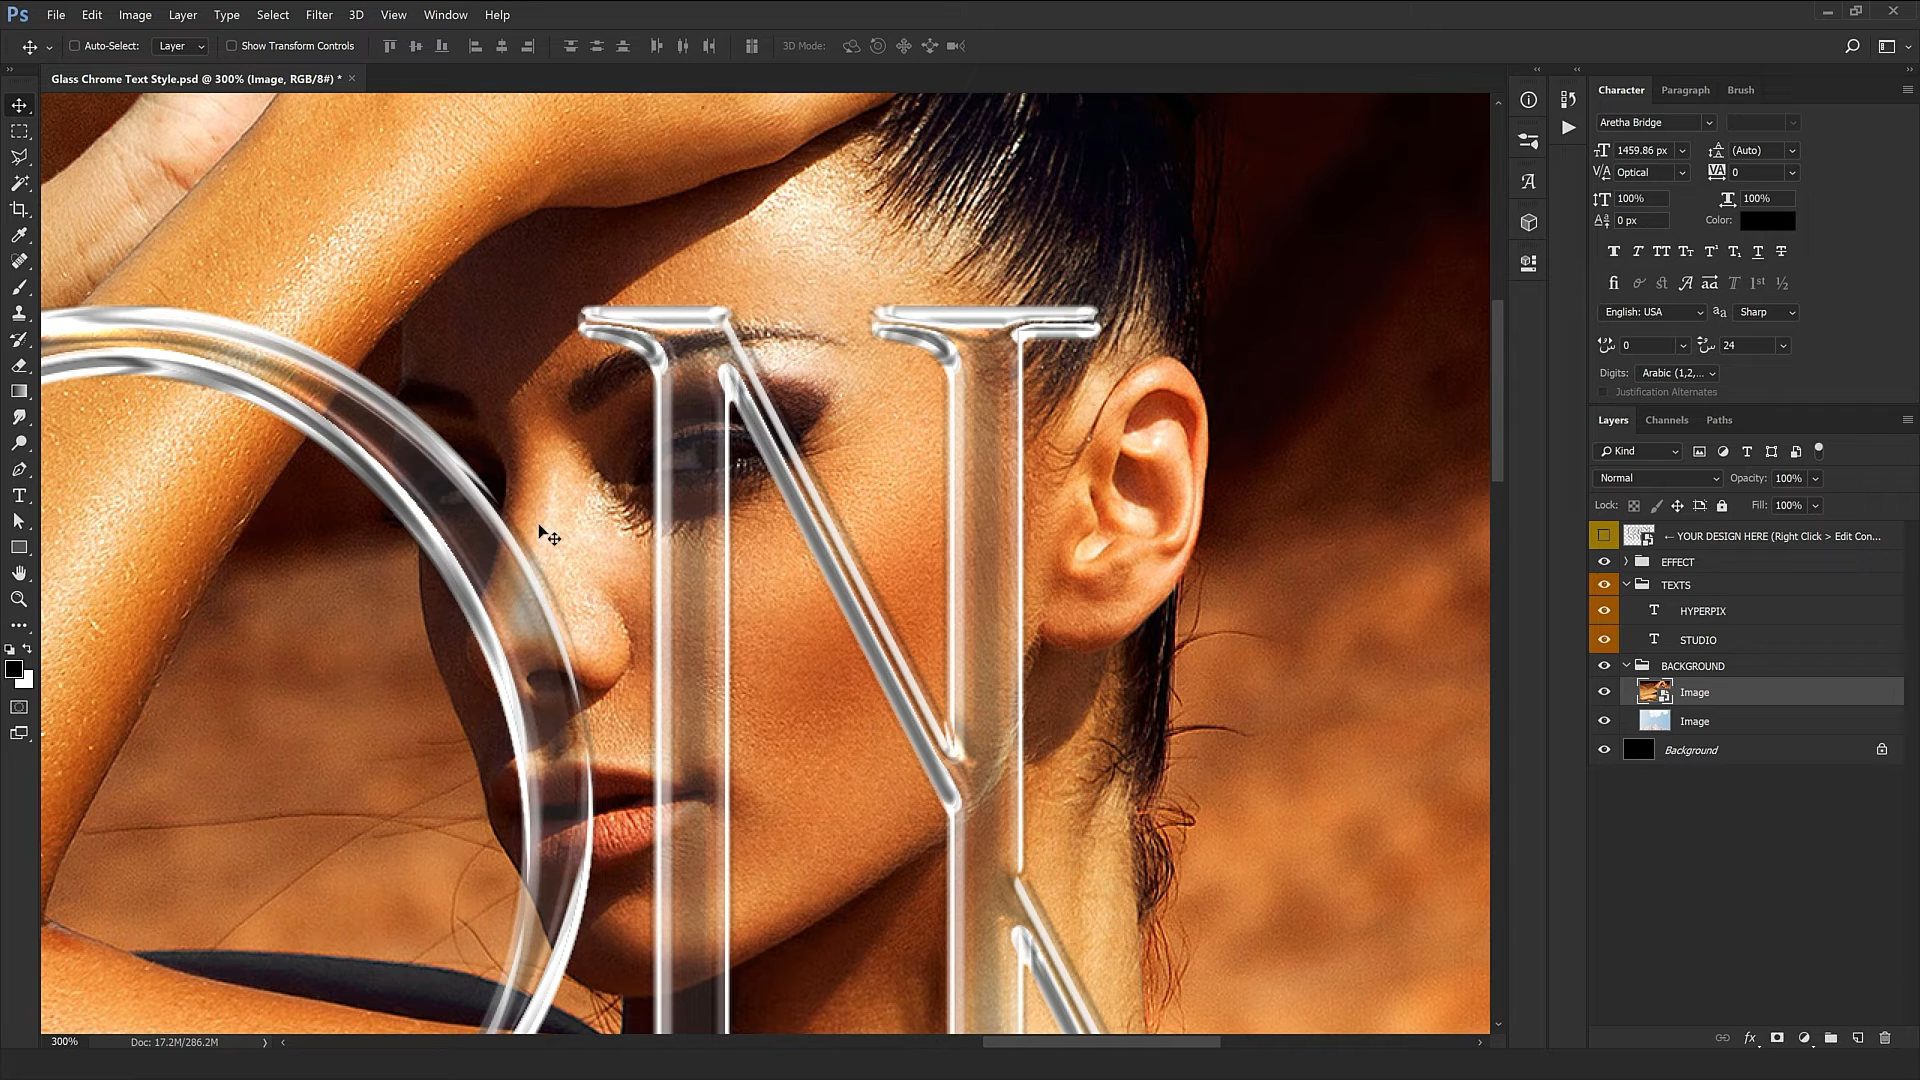 Ps File Edit Image Layer Type Select Filter 3D View Window Help
Auto-Select: Layer Show Transform Controls 3D Mode:
Glass Chrome Text Style.psd @ 300% (Image, RGB/8#) *
Character Paragraph Brush
Aretha Bridge
1459.86 px (Auto)
Optical 0
100% 100%
0 px Color:
English: USA Sharp
0 24
Digits: Arabic (1,2,...
Justification Alternates
Layers Channels Paths
Kind
Normal Opacity: 100%
Lock: Fill: 100%
← YOUR DESIGN HERE (Right Click > Edit Con...
EFFECT
TEXTS
HYPERPIX
STUDIO
BACKGROUND
Image
Image
Background
ON
300% Doc: 17.2M/286.2M